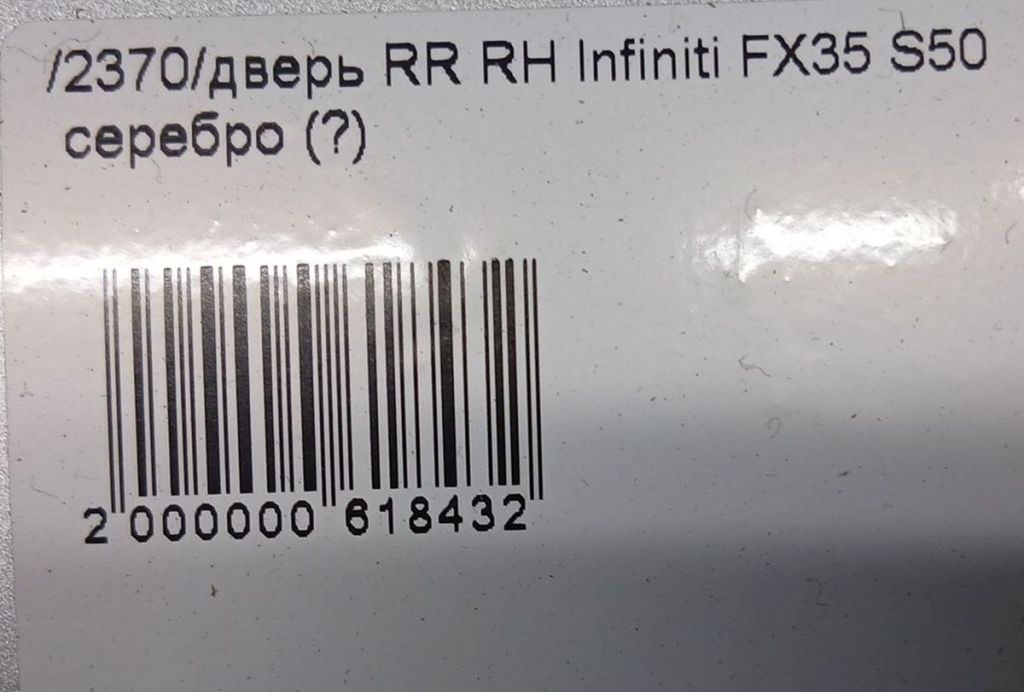 /2370/дверь RR RH Infiniti FX35 S50
серебро (?)
2 000000 618432